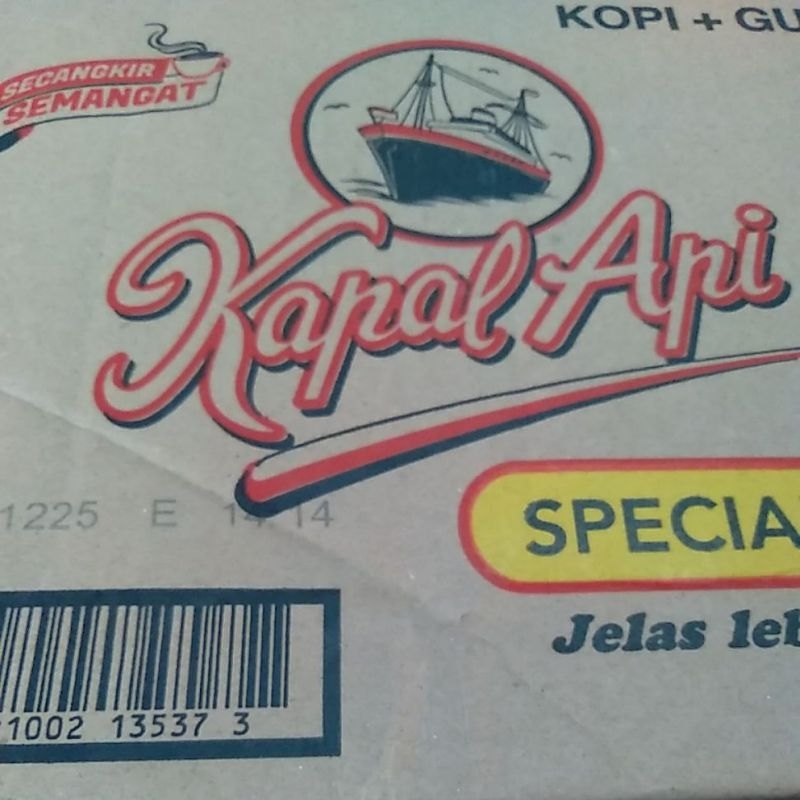 KOPI + GU
SECANGKIR
SEMANGAT
Kapal Api
1225 E 14 14
SPECIA
Jelas leb
1002 13537 3